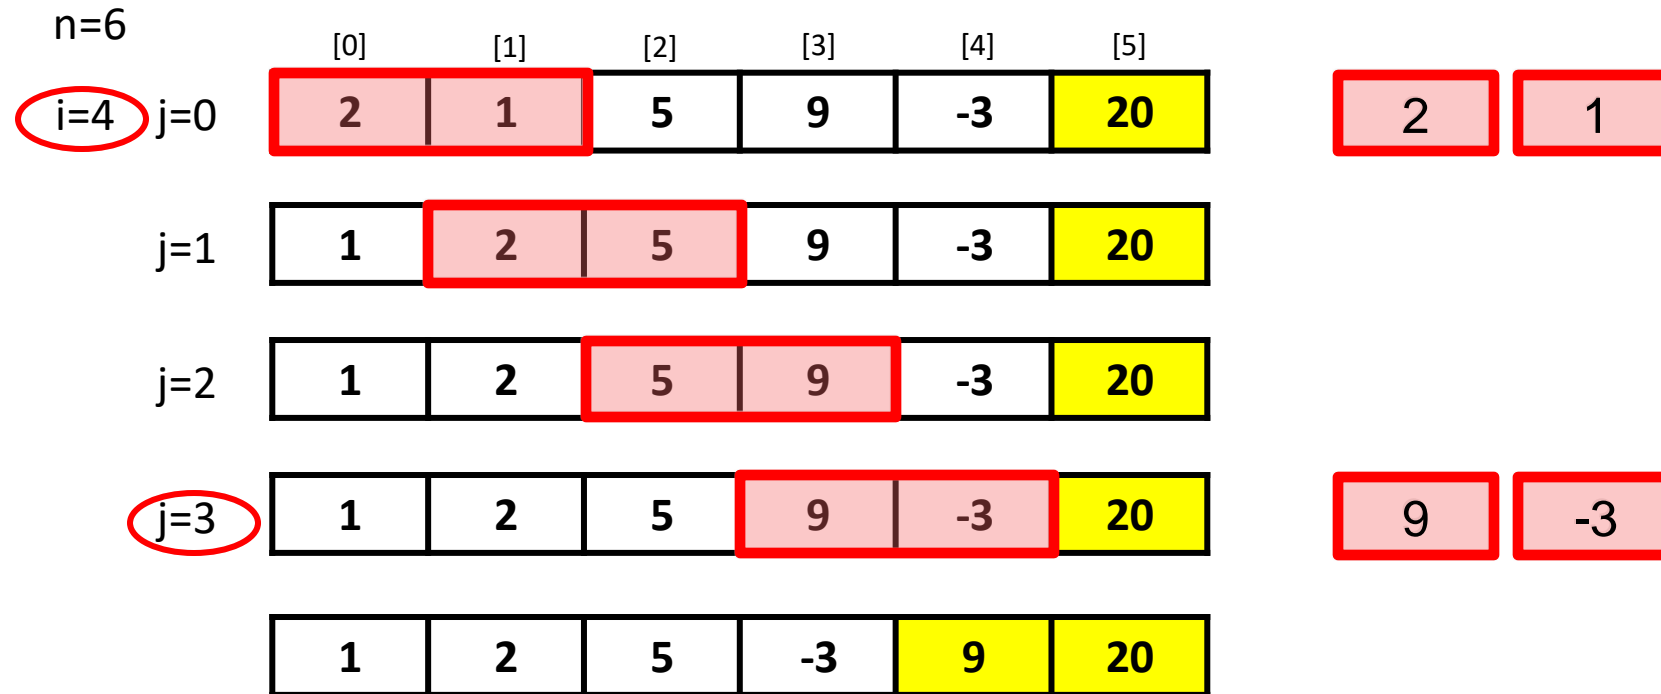 n=6
[0] [1] [2] [3] [4] [5]
i=4 j=0 2 1 5 9 -3 20 2 1
j=1 1 2 5 9 -3 20
j=2 1 2 5 9 -3 20
j=3 1 2 5 9 -3 20 9 -3
1 2 5 -3 9 20